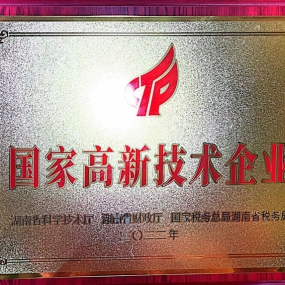 国家高新技术企业
湖南省科学技术厅 湖南省财政厅 国家税务总局湖南省税务局
〇二二年